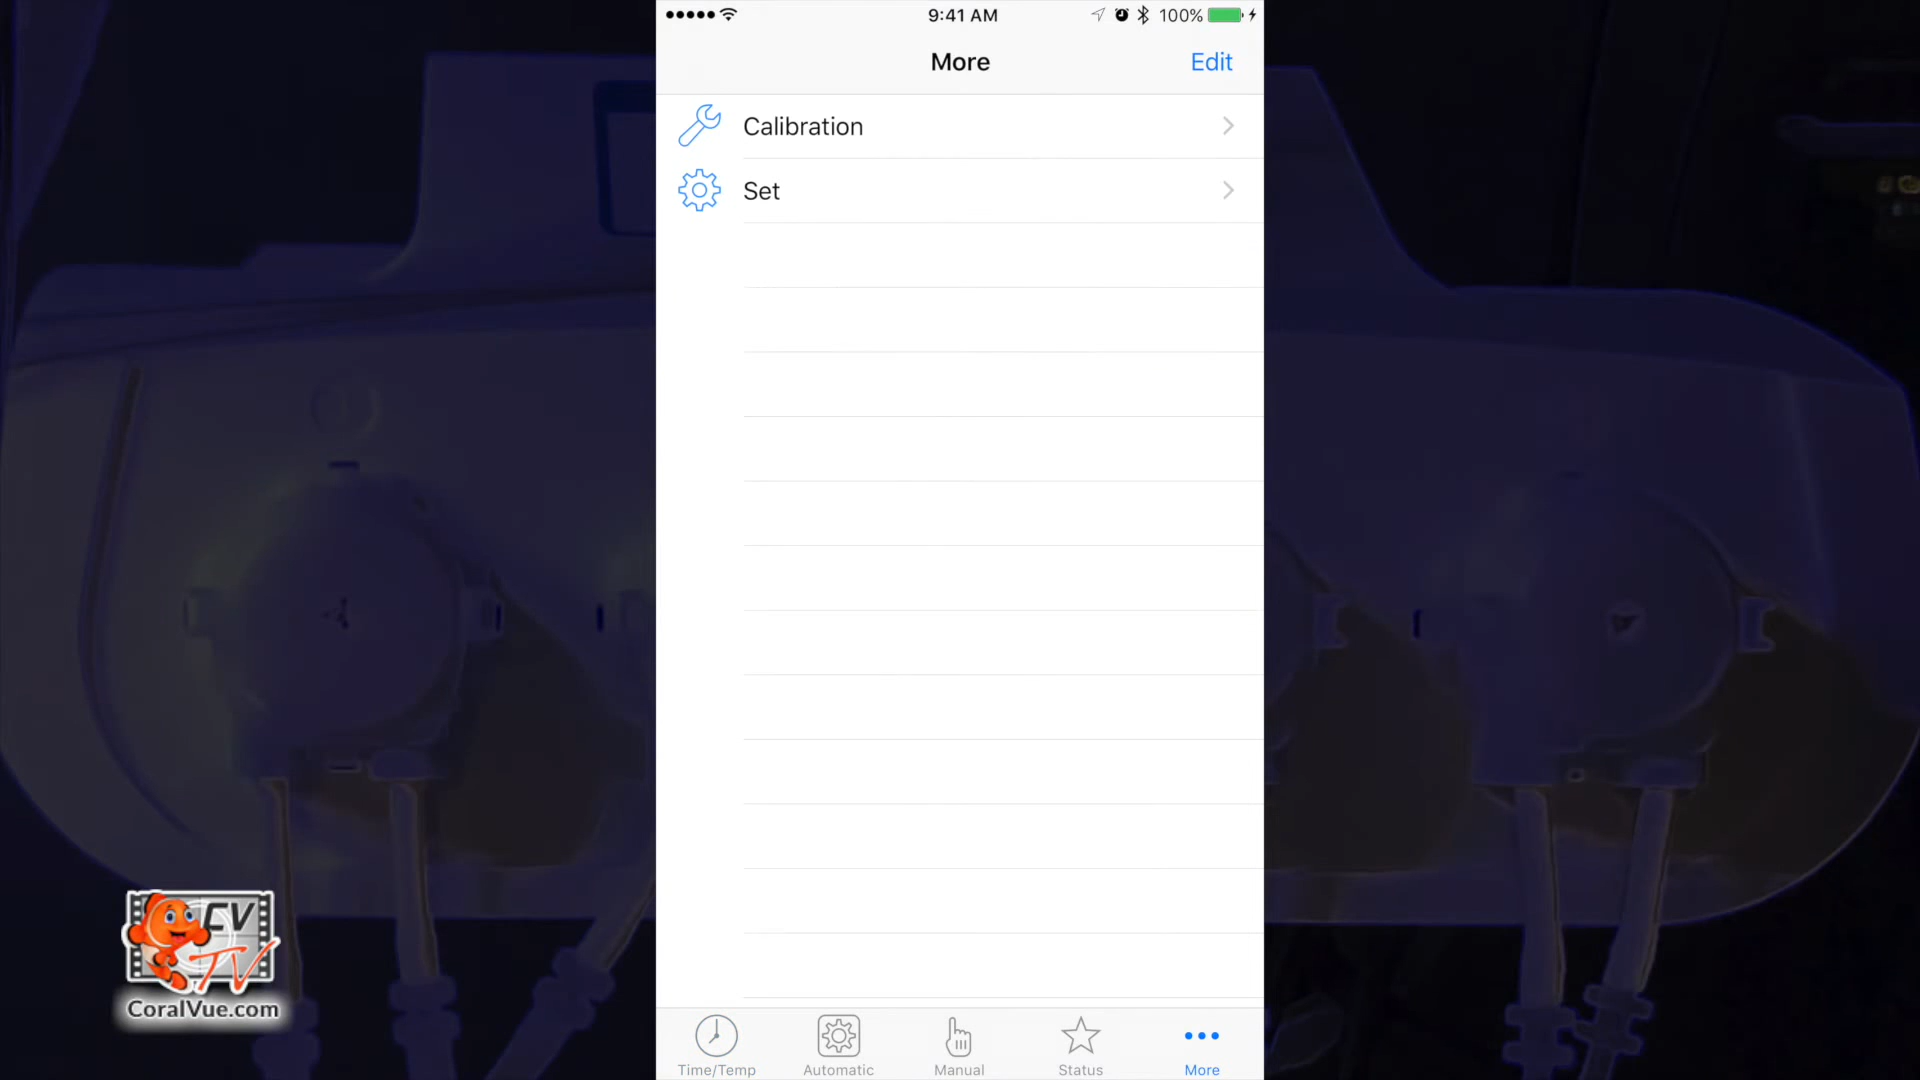 9:41 AM
100%
More
Edit
Calibration
Set
CV
TV
CoralVue.com
Time/Temp
Automatic
Manual
Status
More